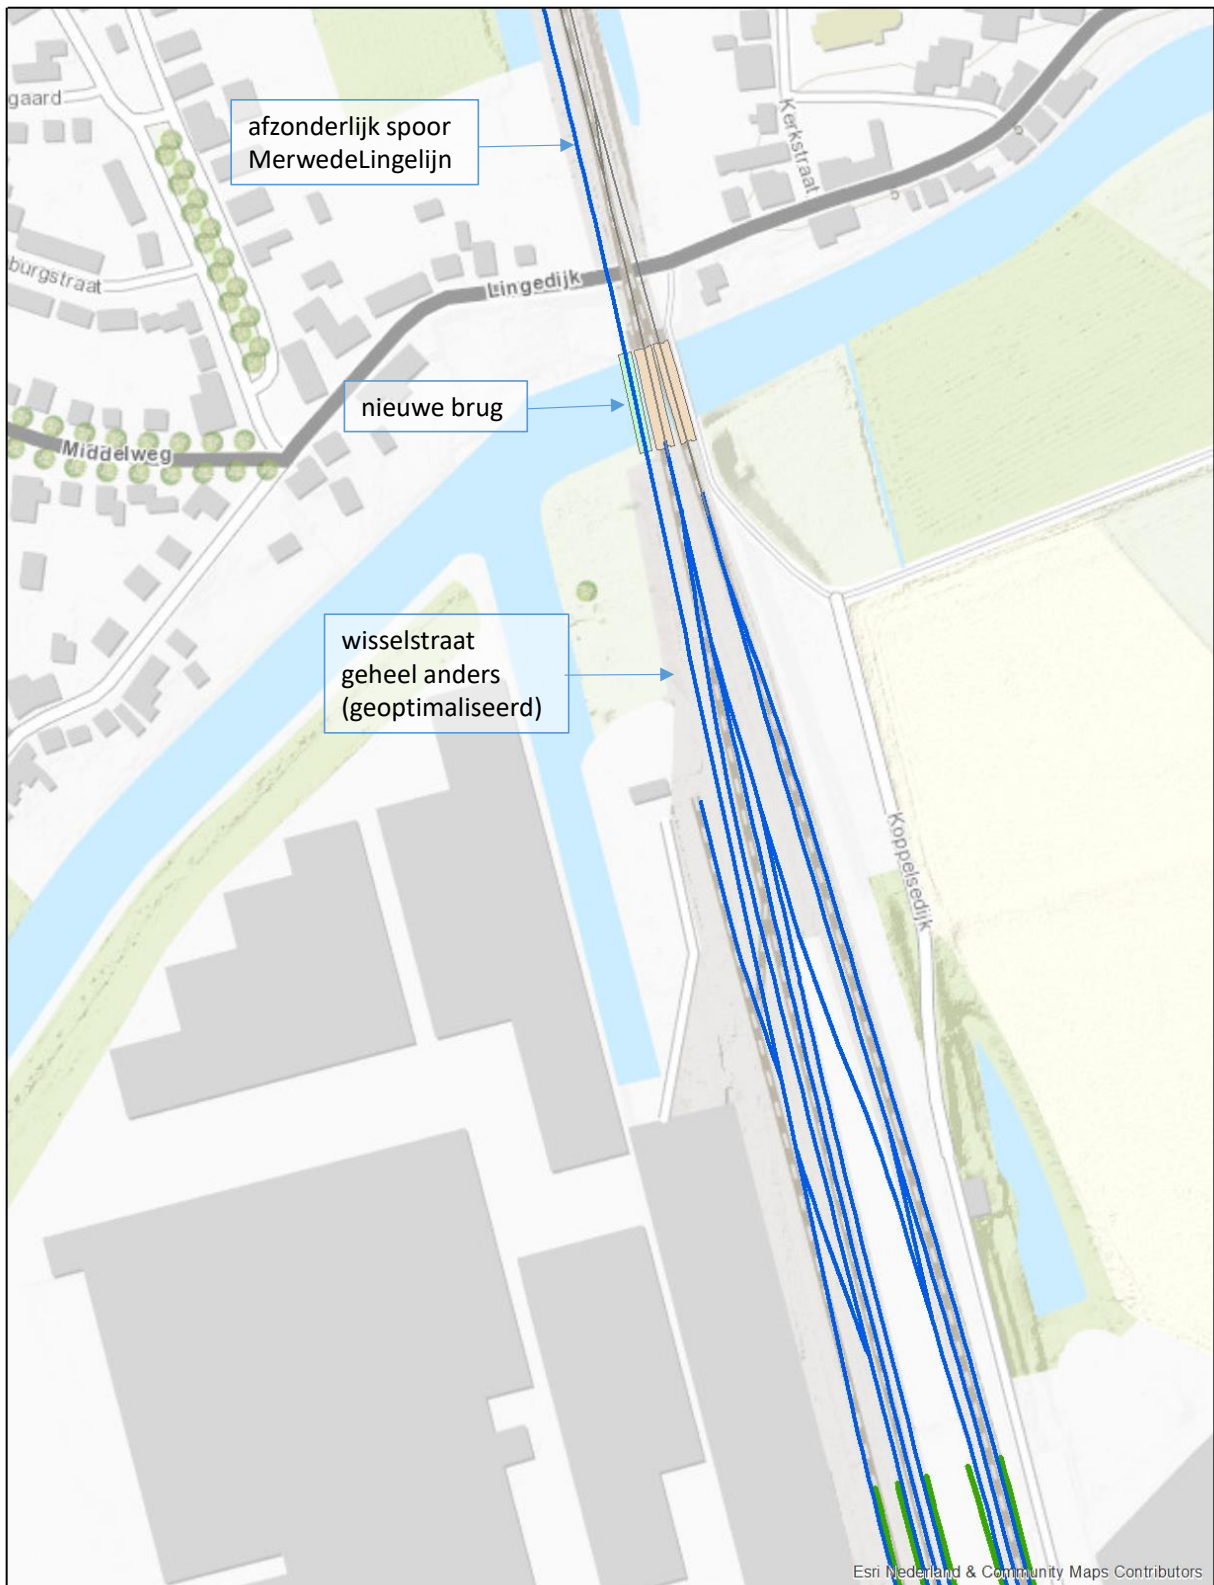 gaard
afzonderlijk spoor
MerwedeLingelijn
Kerkstraat
burgstraat
Lingedijk
nieuwe brug
Middelweg
wisselstraat
geheel anders
(geoptimaliseerd)
Koppelsedijk
Esri Nederland & Community Maps Contributors